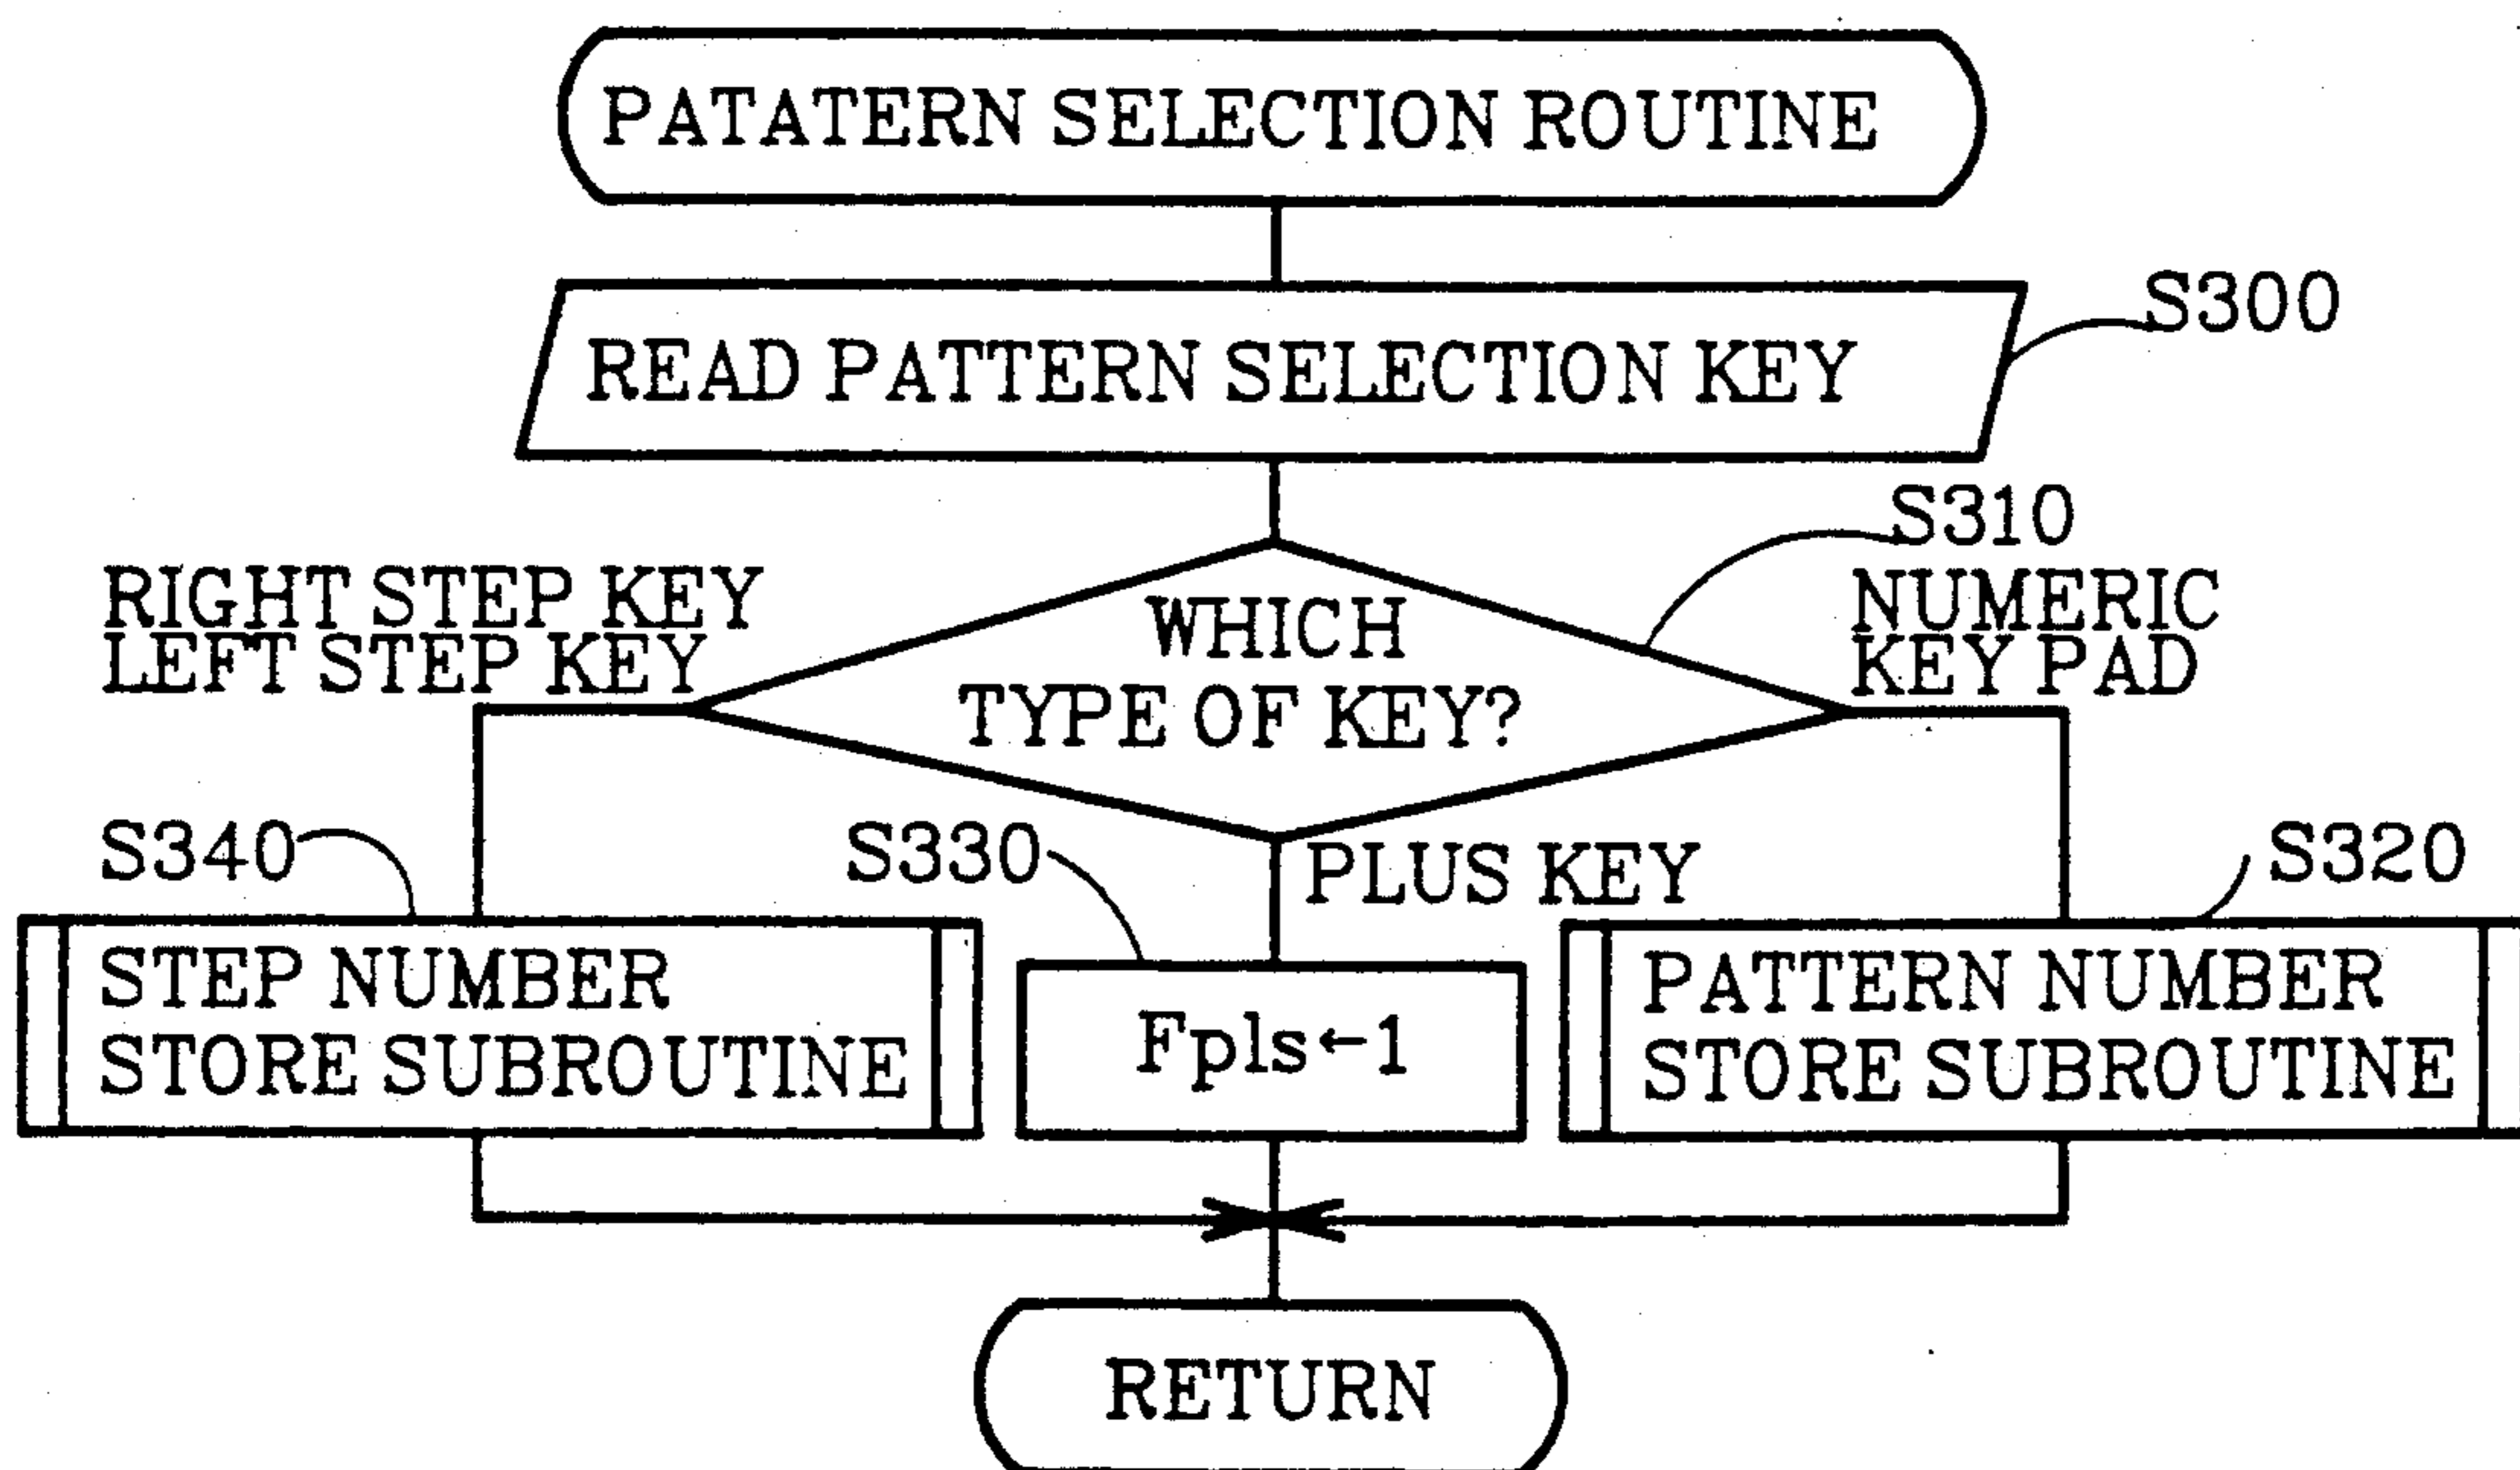 PATATERN SELECTION ROUTINE
READ PATTERN SELECTION KEY
S300
S310
RIGHT STEP KEY
LEFT STEP KEY
WHICH
TYPE OF KEY?
NUMERIC
KEY PAD
S340
S330
PLUS KEY
S320
STEP NUMBER
STORE SUBROUTINE
Fpls←1
PATTERN NUMBER
STORE SUBROUTINE
RETURN